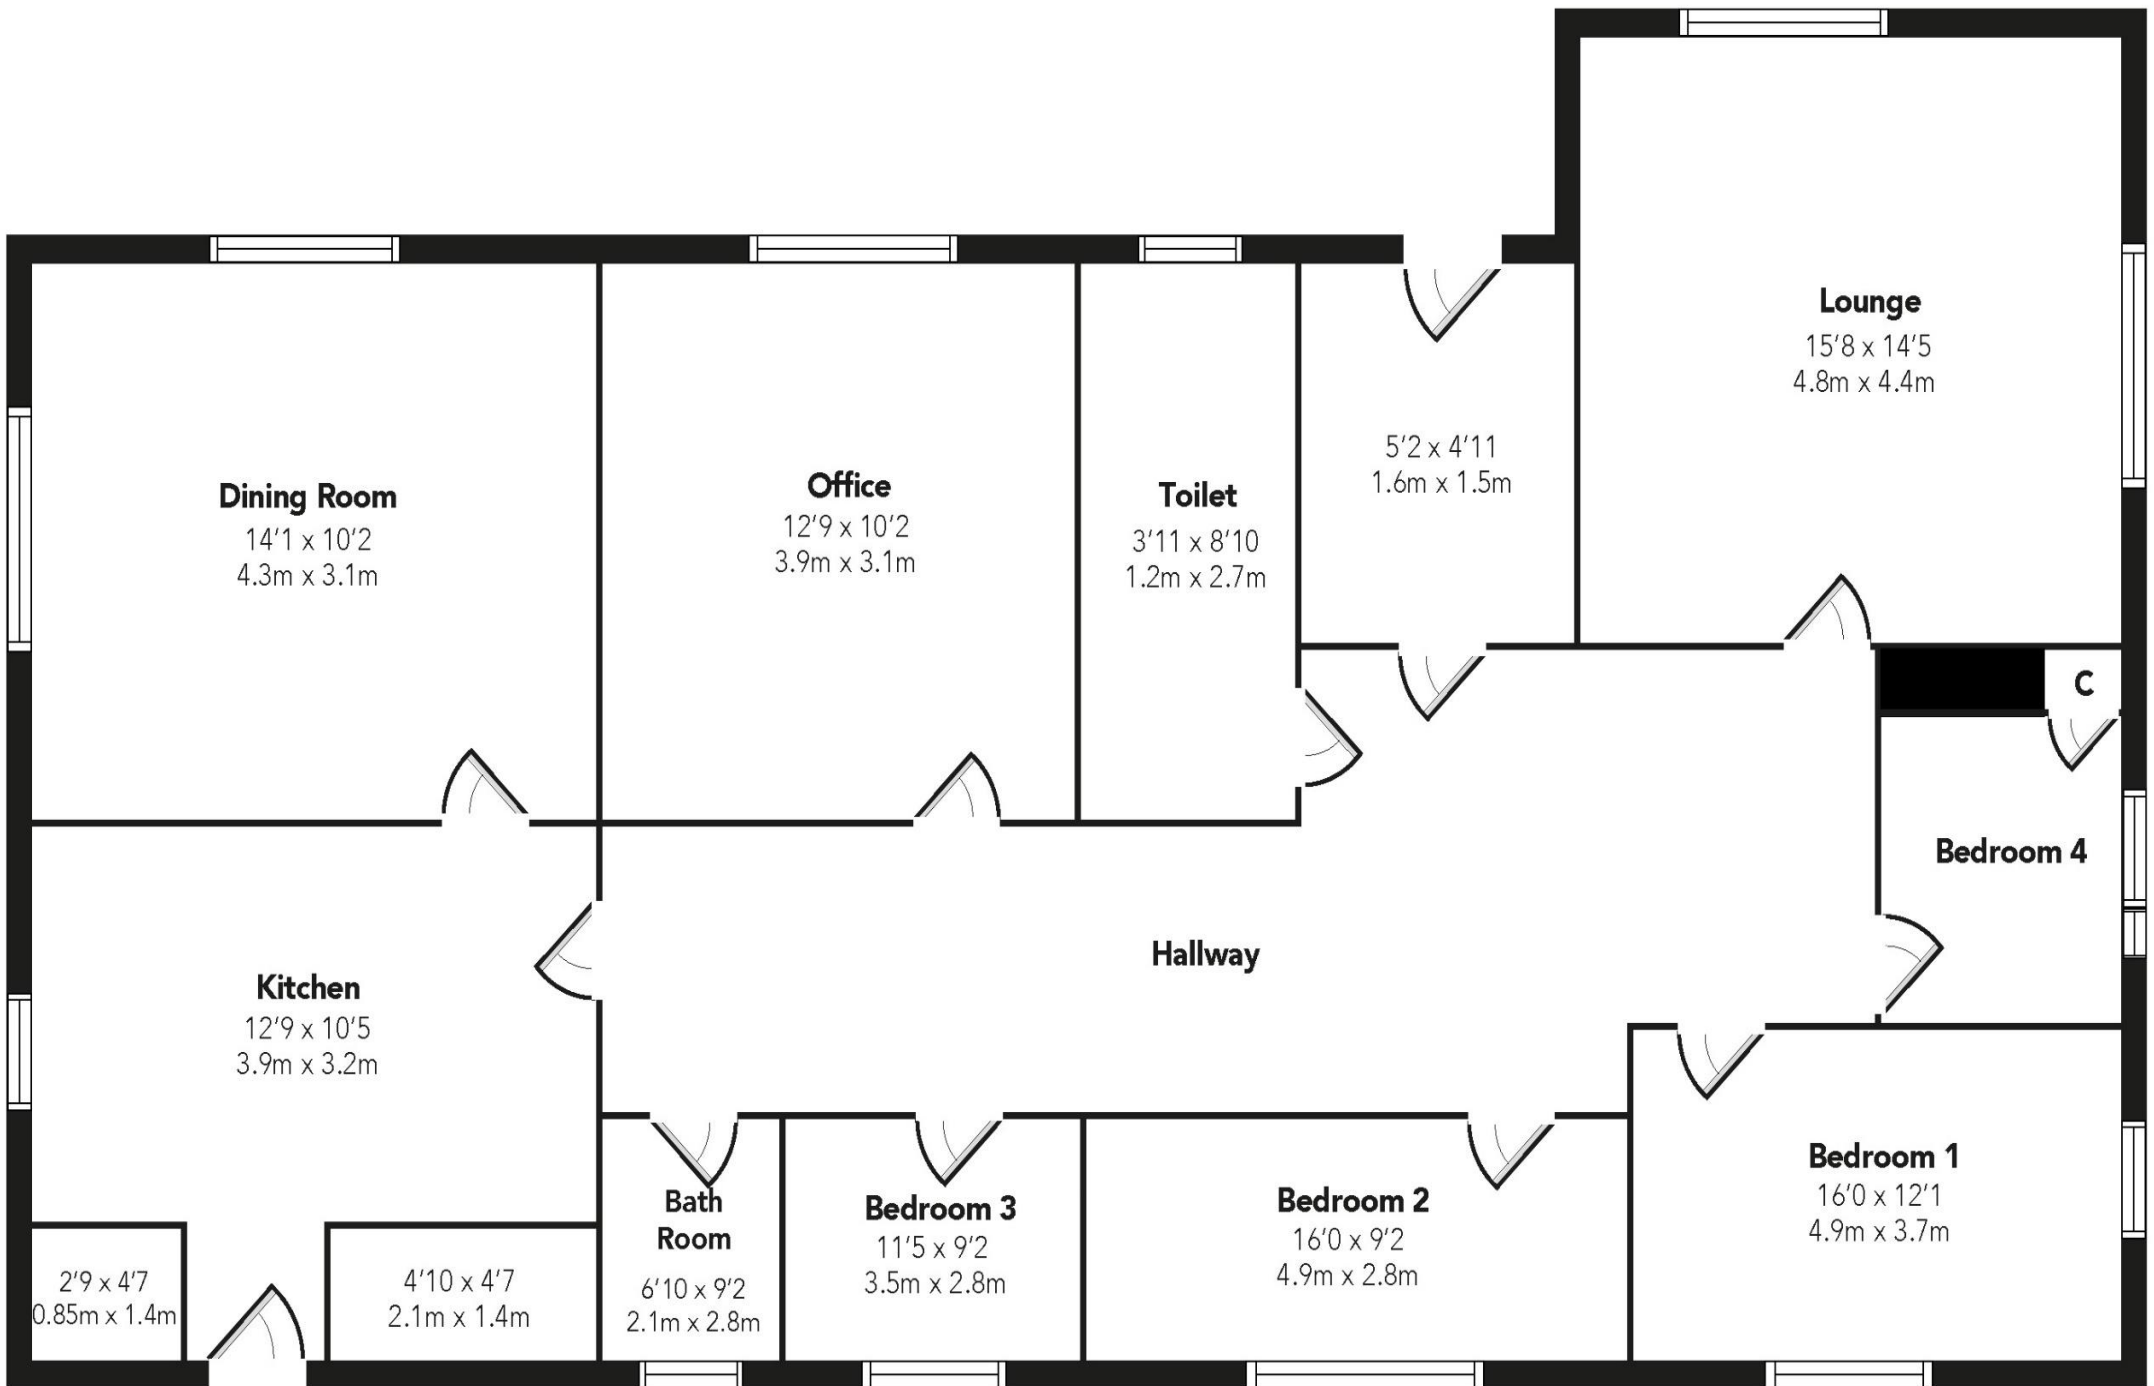 Lounge
15'8 x 14'5
4.8m x 4.4m
Dining Room
14'1 x 10'2
4.3m x 3.1m
Office
12'9 x 10'2
3.9m x 3.1m
Toilet
3'11 x 8'10
1.2m x 2.7m
5'2 x 4'11
1.6m x 1.5m
C
Bedroom 4
Hallway
Kitchen
12'9 x 10'5
3.9m x 3.2m
2'9 x 4'7
0.85m x 1.4m
4'10 x 4'7
2.1m x 1.4m
Bath
Room
6'10 x 9'2
2.1m x 2.8m
Bedroom 3
11'5 x 9'2
3.5m x 2.8m
Bedroom 2
16'0 x 9'2
4.9m x 2.8m
Bedroom 1
16'0 x 12'1
4.9m x 3.7m